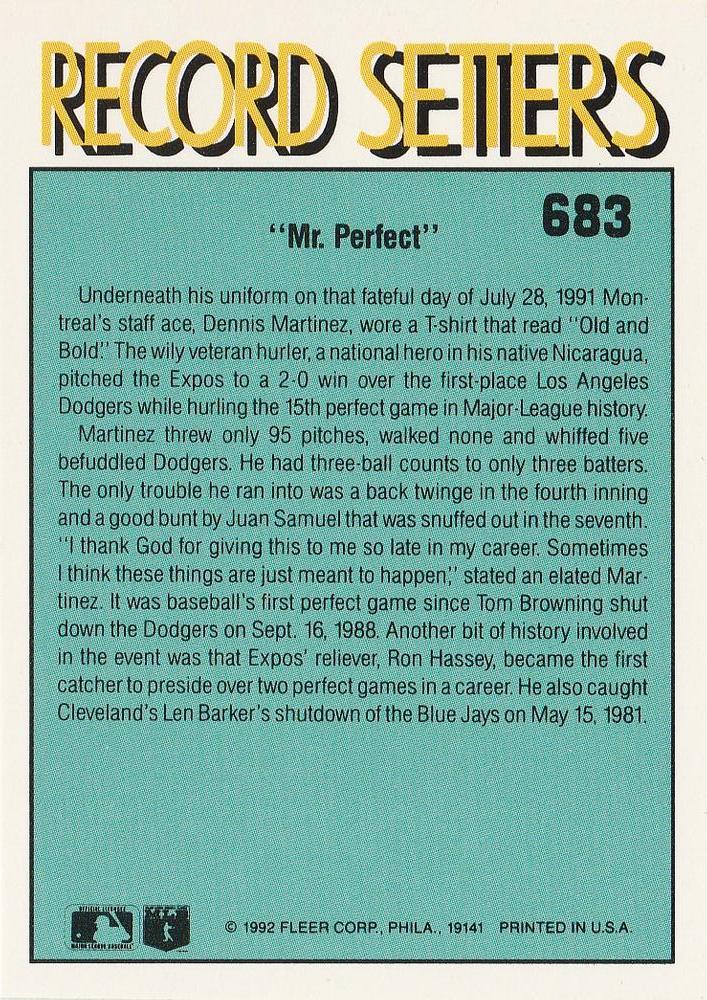 RECORD SETTERS
683
"Mr. Perfect"
Underneath his uniform on that fateful day of July 28, 1991 Mon-
treal's staff ace, Dennis Martinez, wore a T-shirt that read "Old and
Bold." The wily veteran hurler, a national hero in his native Nicaragua,
pitched the Expos to a 2-0 win over the first-place Los Angeles
Dodgers while hurling the 15th perfect game in Major-League history.
Martinez threw only 95 pitches, walked none and whiffed five
befuddled Dodgers. He had three-ball counts to only three batters.
The only trouble he ran into was a back twinge in the fourth inning
and a good bunt by Juan Samuel that was snuffed out in the seventh.
"I thank God for giving this to me so late in my career. Sometimes
I think these things are just meant to happen," stated an elated Mar-
tinez. It was baseball's first perfect game since Tom Browning shut
down the Dodgers on Sept. 16, 1988. Another bit of history involved
in the event was that Expos' reliever, Ron Hassey, became the first
catcher to preside over two perfect games in a career. He also caught
Cleveland's Len Barker's shutdown of the Blue Jays on May 15, 1981.
OFFICIAL LICENSEE
MAJOR LEAGUE BASEBALL
© 1992 FLEER CORP., PHILA., 19141 PRINTED IN U.S.A.